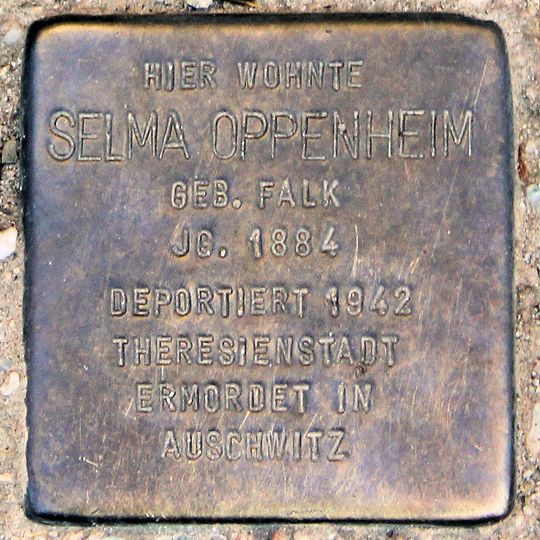 HIER WOHNTE
SELMA OPPENHEIM
GEB. FALK
JG. 1884
DEPORTIERT 1942
THERESIENSTADT
ERMORDET IN
AUSCHWITZ